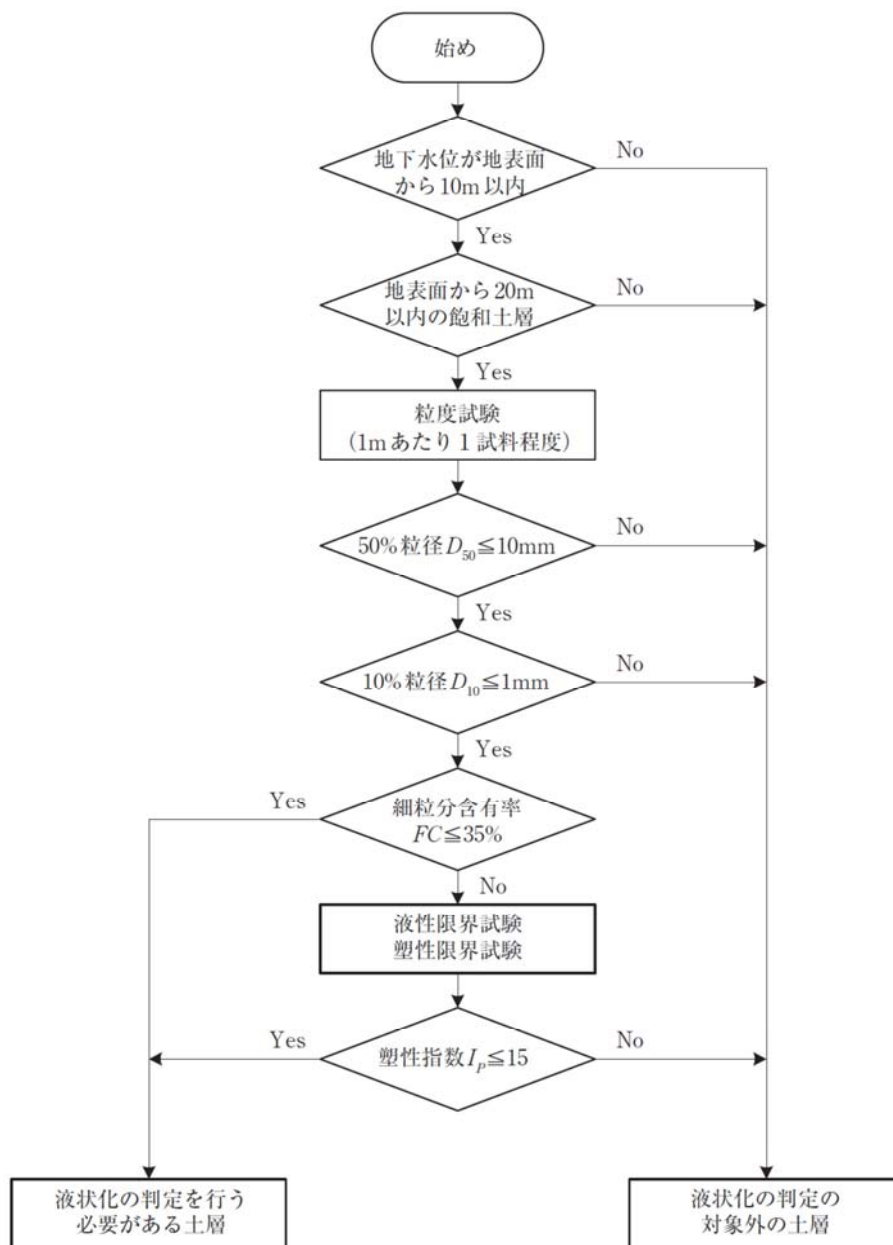 始め
地下水位が地表面
から10m以内
No
Yes
地表面から20m
以内の飽和土層
No
Yes
粒度試験
(1mあたり1試料程度)
50%粒径D50≦10mm
No
Yes
10%粒径D10≦1mm
No
Yes
細粒分含有率
FC≦35%
Yes
No
液性限界試験
塑性限界試験
Yes
塑性指数IP≦15
No
液状化の判定を行う
必要がある土層
液状化の判定の
対象外の土層